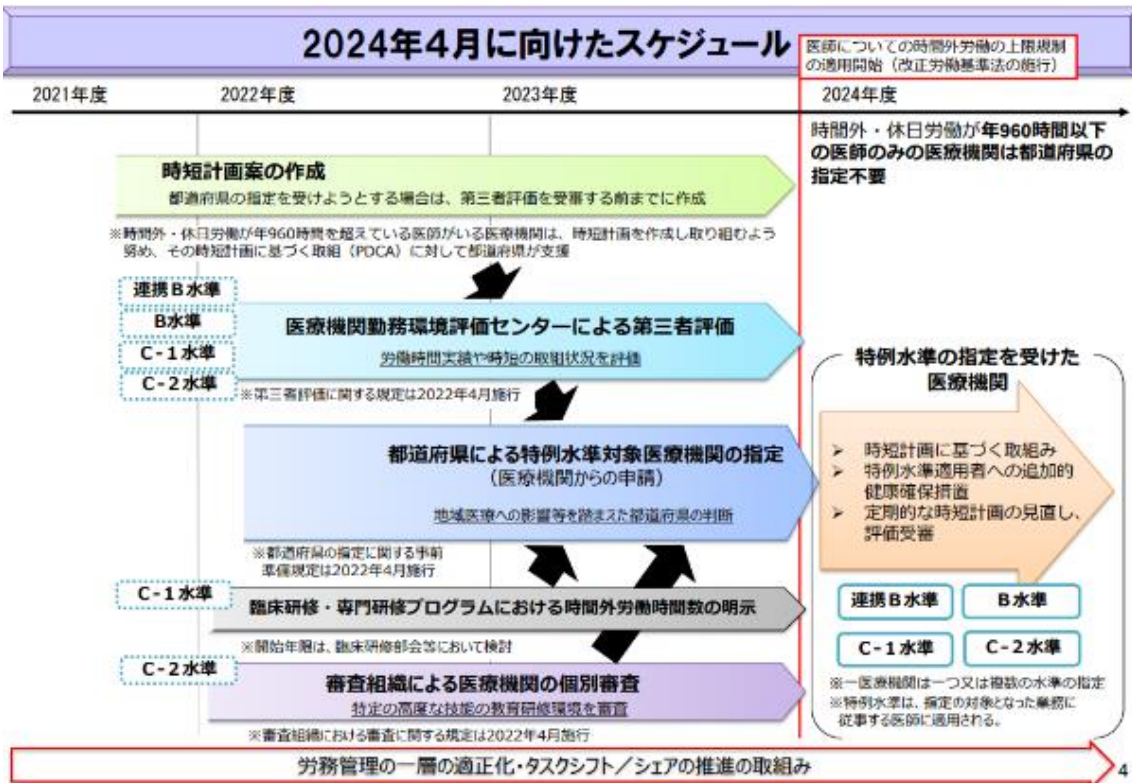 2024年4月に向けたスケジュール
医師についての時間外労働の上限規制
の適用開始（改正労働基準法の施行）
2021年度
2022年度
2023年度
2024年度
時間外・休日労働が年960時間以下
の医師のみの医療機関は都道府県の
指定不要
時短計画案の作成
都道府県の指定を受けようとする場合は、第三者評価を受審する前までに作成
※時間外・休日労働が年960時間を超えている医師がいる医療機関は、時短計画を作成し取り組むよう
努め、その時短計画に基づく取組（PDCA）に対して都道府県が支援
連携B水準
B水準
C-1水準
C-2水準
医療機関勤務環境評価センターによる第三者評価
労働時間実績や時短の取組状況を評価
※第三者評価に関する規定は2022年4月施行
都道府県による特例水準対象医療機関の指定
（医療機関からの申請）
地域医療への影響等を踏まえた都道府県の判断
※都道府県の指定に関する事前
準備規定は2022年4月施行
C-1水準
臨床研修・専門研修プログラムにおける時間外労働時間数の明示
※開始年限は、臨床研修部会等において検討
C-2水準
審査組織による医療機関の個別審査
特定の高度な技能の教育研修環境を審査
※審査組織における審査に関する規定は2022年4月施行
特例水準の指定を受けた
医療機関
➢ 時短計画に基づく取組み
➢ 特例水準適用者への追加的
健康確保措置
➢ 定期的な時短計画の見直し、
評価受審
連携B水準
B水準
C-1水準
C-2水準
※一医療機関は一つ又は複数の水準の指定
※特例水準は、指定の対象となった業務に
従事する医師に適用される。
労務管理の一層の適正化・タスクシフト／シェアの推進の取組み
4